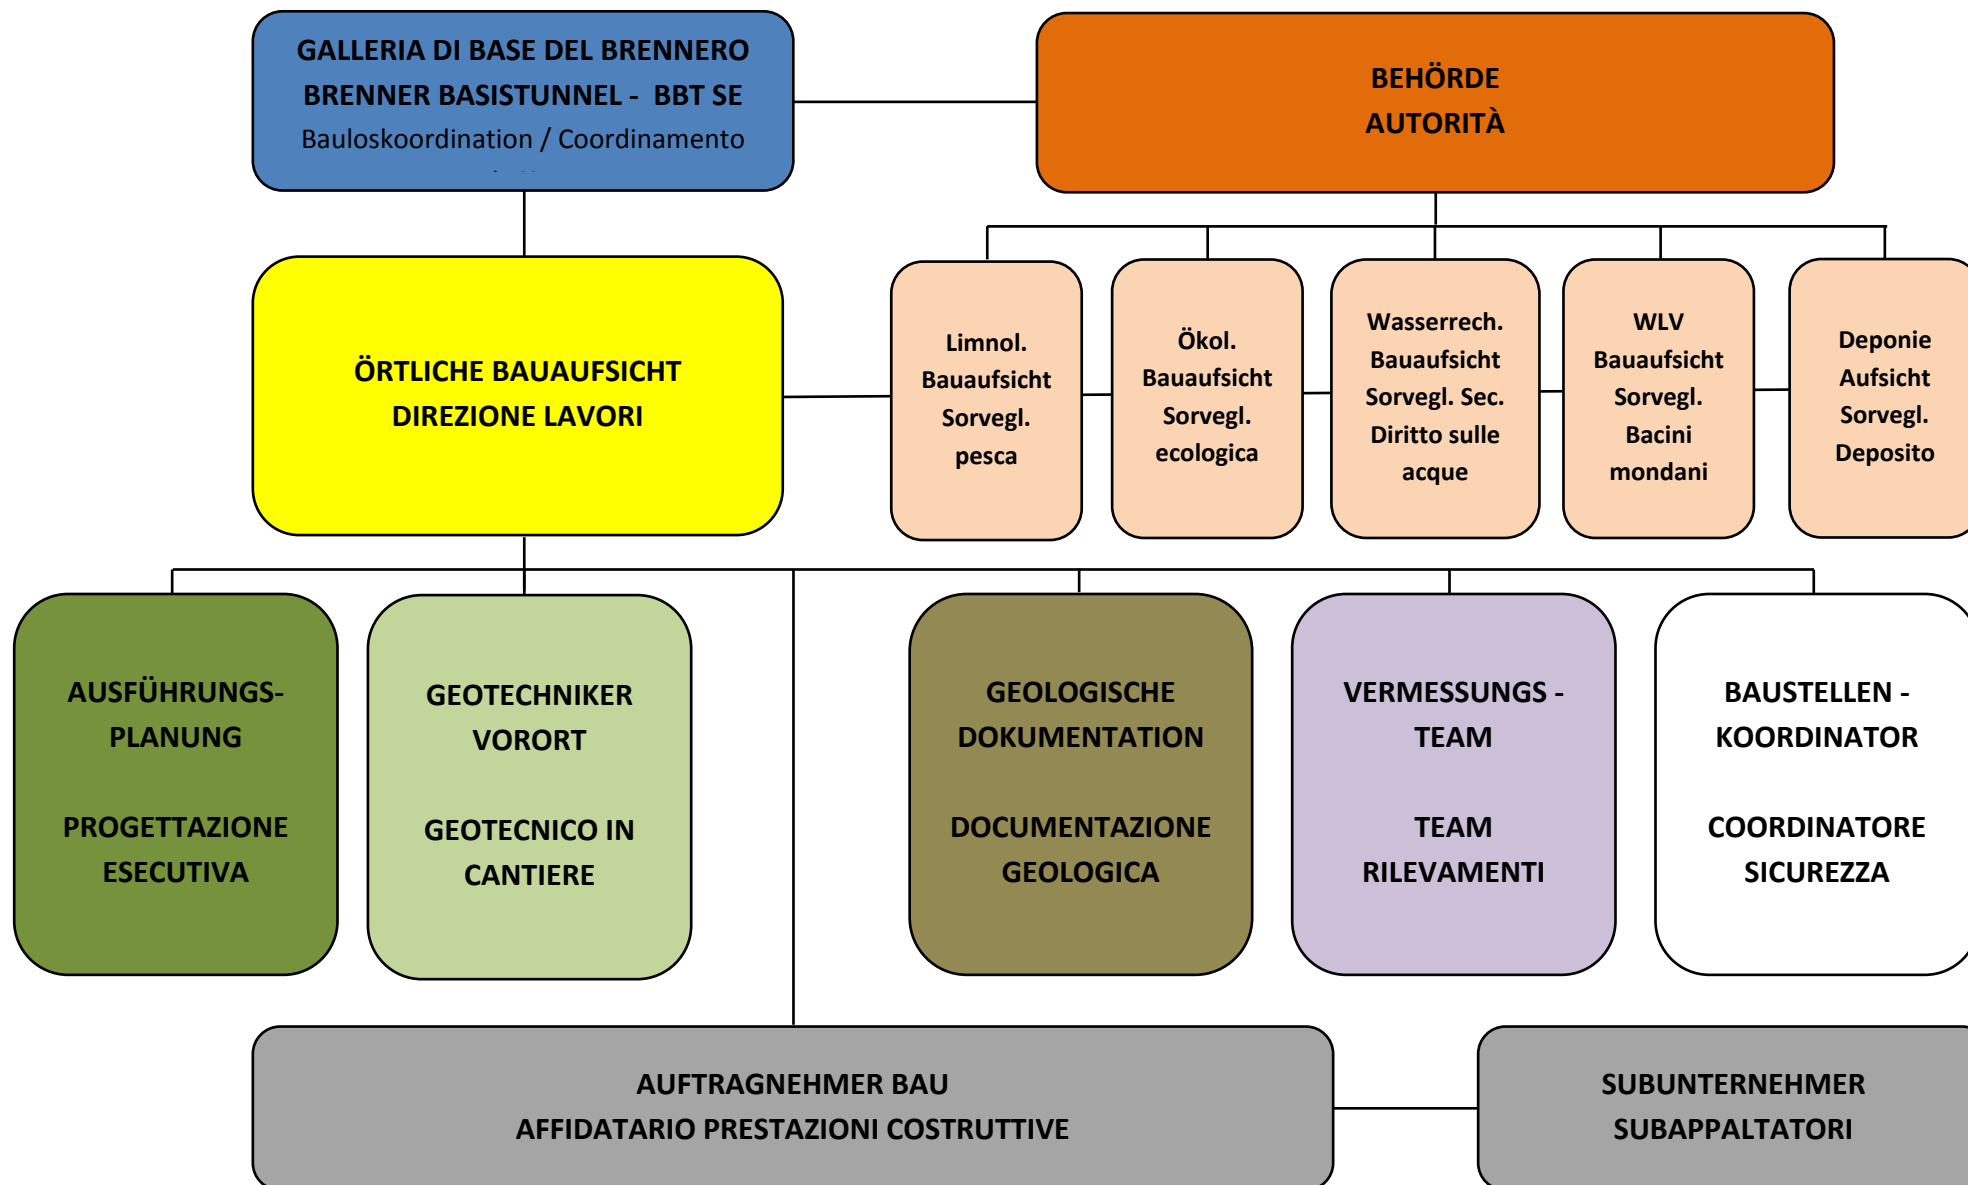 GALLERIA DI BASE DEL BRENNERO
BRENNER BASISTUNNEL - BBT SE
Bauloskoordination / Coordinamento
BEHÖRDE
AUTORITÀ
ÖRTLICHE BAUAUFSICHT
DIREZIONE LAVORI
Limnol.
Bauaufsicht
Sorvegl.
pesca
Ökol.
Bauaufsicht
Sorvegl.
ecologica
Wasserrech.
Bauaufsicht
Sorvegl. Sec.
Diritto sulle
acque
WLV
Bauaufsicht
Sorvegl.
Bacini
mondani
Deponie
Aufsicht
Sorvegl.
Deposito
AUSFÜHRUNGS-
PLANUNG
PROGETTAZIONE
ESECUTIVA
GEOTECHNIKER
VORORT
GEOTECNICO IN
CANTIERE
GEOLOGISCHE
DOKUMENTATION
DOCUMENTAZIONE
GEOLOGICA
VERMESSUNGS -
TEAM
TEAM
RILEVAMENTI
BAUSTELLEN -
KOORDINATOR
COORDINATORE
SICUREZZA
AUFTRAGNEHMER BAU
AFFIDATARIO PRESTAZIONI COSTRUTTIVE
SUBUNTERNEHMER
SUBAPPALTATORI